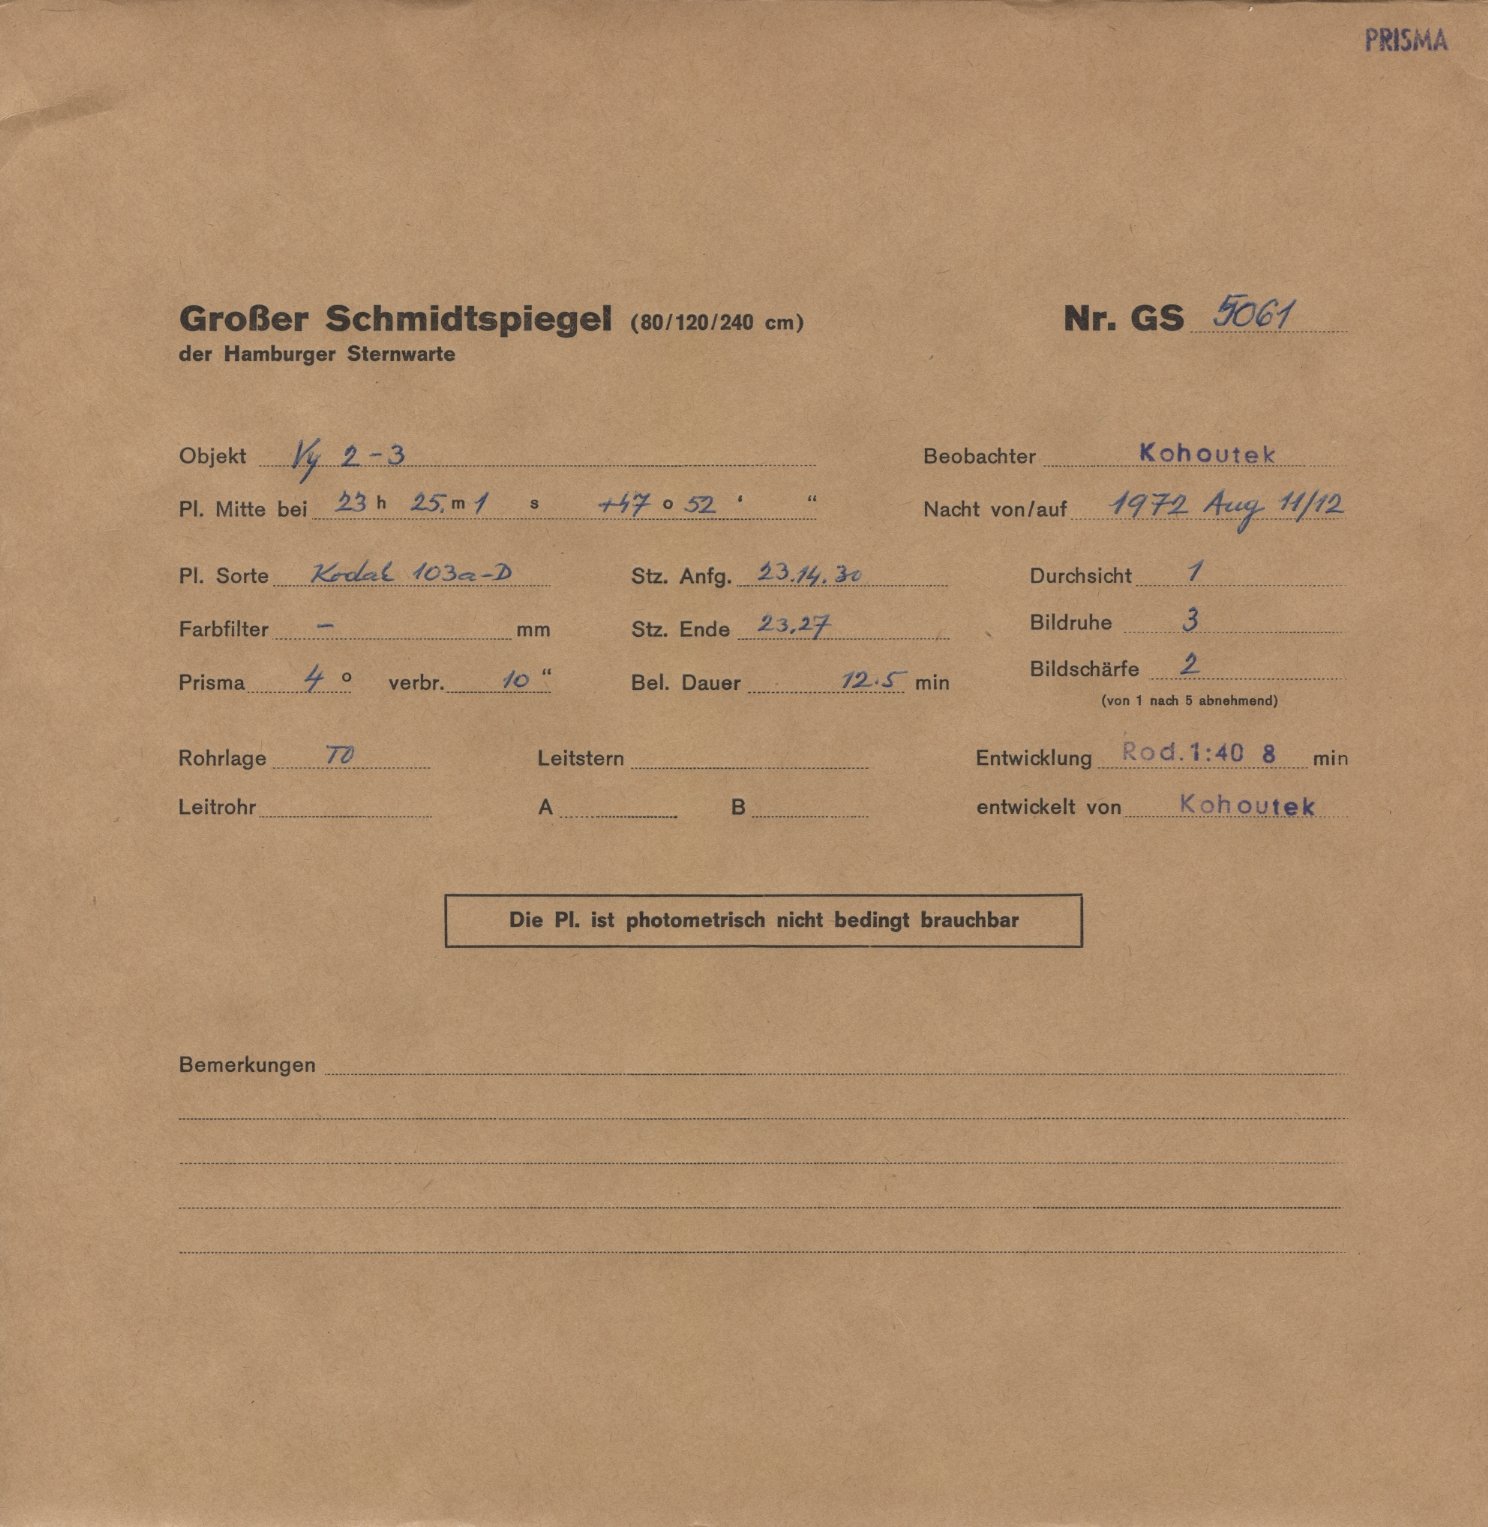 PRISMA
Großer Schmidtspiegel (80/120/240 cm) Nr. GS 5061
der Hamburger Sternwarte
Objekt Vy 2-3 Beobachter Kohoutek
Pl. Mitte bei 23 h 25. m 1 s +47 o 52 ‘ “ Nacht von/auf 1972 Aug 11/12
Pl. Sorte Kodak 103a-D Stz. Anfg. 23.14.30 Durchsicht 1
Farbfilter - mm Stz. Ende 23.27 Bildruhe 3
Prisma 4 o verbr. 10 “ Bel. Dauer 12.5 min Bildschärfe 2
(von 1 nach 5 abnehmend)
Rohrlage TO Leitstern Entwicklung Rod. 1:40 8 min
Leitrohr A B entwickelt von Kohoutek
Die Pl. ist photometrisch nicht bedingt brauchbar
Bemerkungen